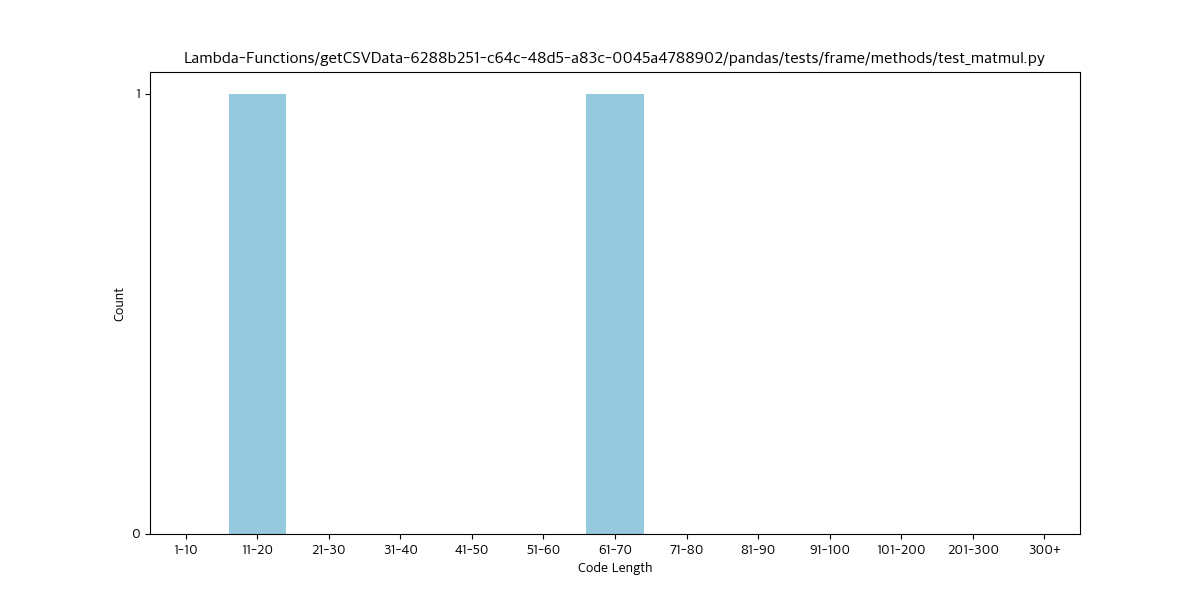 Lambda-Functions/getCSVData-6288b251-c64c-48d5-a83c-0045a4788902/pandas/tests/frame/methods/test_matmul.py
1
Count
0
1-10 11-20 21-30 31-40 41-50 51-60 61-70 71-80 81-90 91-100 101-200 201-300 300+
Code Length